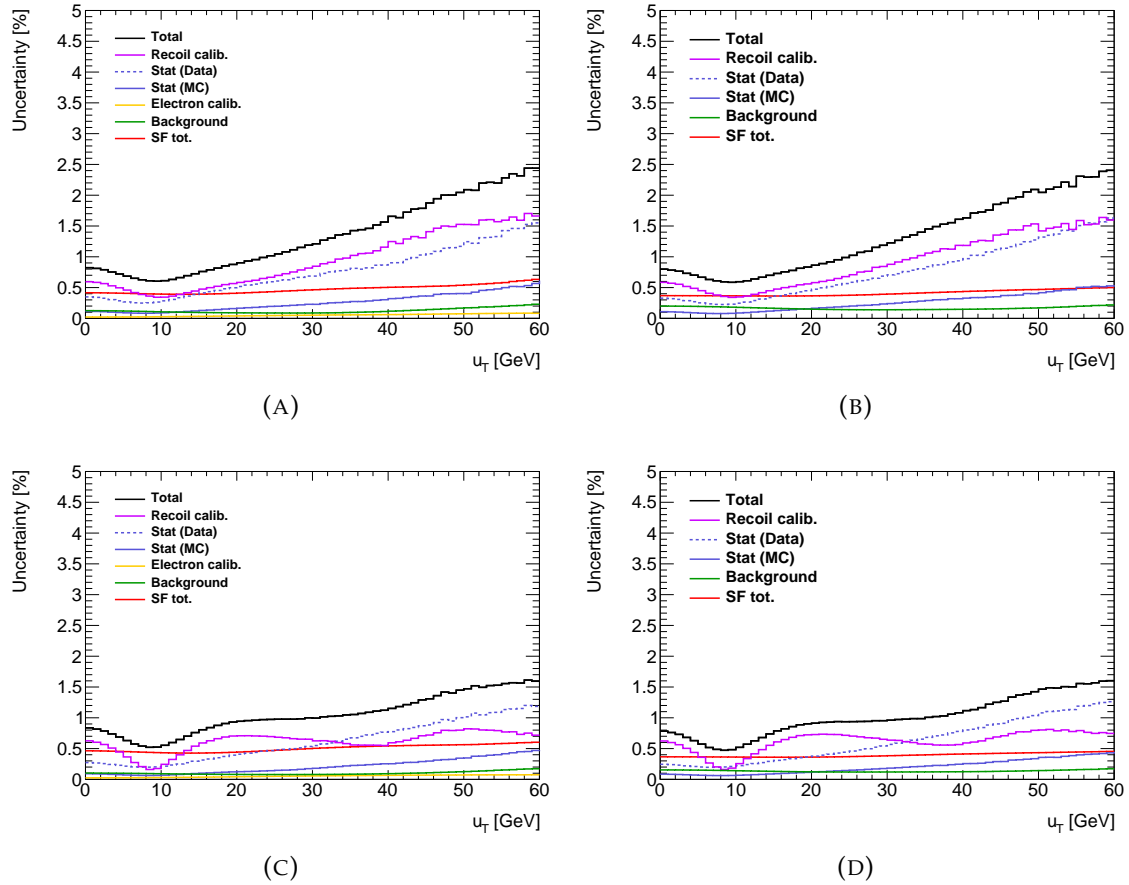 Uncertainty [%]
5
4.5
4
3.5
3
2.5
2
1.5
1
0.5
0
Total
Recoil calib.
Stat (Data)
Stat (MC)
Electron calib.
Background
SF tot.
0 10 20 30 40 50 60
u_T [GeV]
(A)
Uncertainty [%]
5
4.5
4
3.5
3
2.5
2
1.5
1
0.5
0
Total
Recoil calib.
Stat (Data)
Stat (MC)
Background
SF tot.
0 10 20 30 40 50 60
u_T [GeV]
(B)
Uncertainty [%]
5
4.5
4
3.5
3
2.5
2
1.5
1
0.5
0
Total
Recoil calib.
Stat (Data)
Stat (MC)
Electron calib.
Background
SF tot.
0 10 20 30 40 50 60
u_T [GeV]
(C)
Uncertainty [%]
5
4.5
4
3.5
3
2.5
2
1.5
1
0.5
0
Total
Recoil calib.
Stat (Data)
Stat (MC)
Background
SF tot.
0 10 20 30 40 50 60
u_T [GeV]
(D)